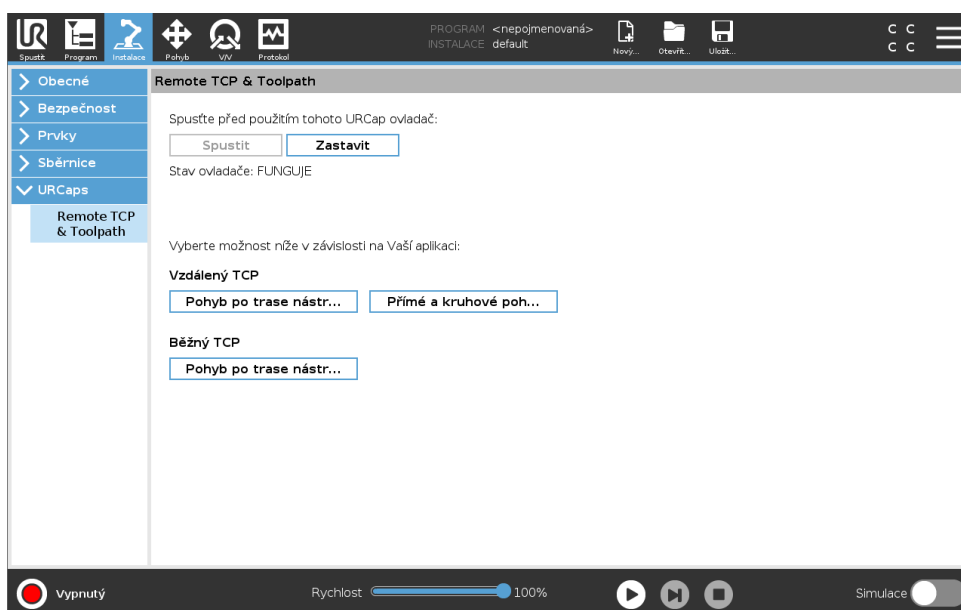 PROGRAM <nepojmenovaná>
INSTALACE default
Spustit Program Instalace Pohyb V/V Protokol Nový... Otevřít... Uložit...
C C
C C
Obecné
Bezpečnost
Prvky
Sběrnice
URCaps
Remote TCP
& Toolpath
Remote TCP & Toolpath
Spusťte před použitím tohoto URCap ovladač:
Spustit Zastavit
Stav ovladače: FUNGUJE
Vyberte možnost níže v závislosti na Vaší aplikaci:
Vzdálený TCP
Pohyb po trase nástr... Přímé a kruhové poh...
Běžný TCP
Pohyb po trase nástr...
Vypnutý Rychlost 100% Simulace